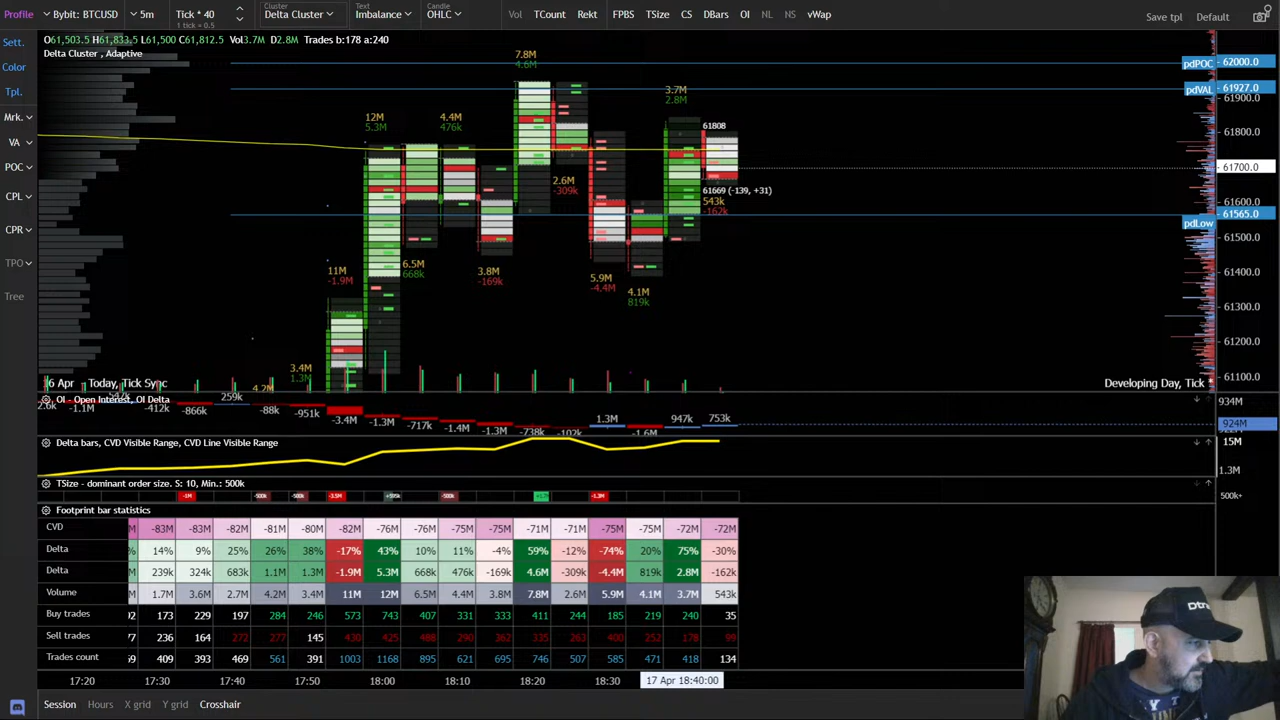 Profile Bybit: BTCUSD 5m Tick * 40 1 tick = 0.5 Cluster Delta Cluster Text Imbalance Candle OHLC Vol TCount Rekt FPBS TSize CS DBars OI NL NS vWap Save tpl Default
Sett. O61,503.5 H61,833.5 L61,500 C61,812.5 Vol3.7M D2.8M Trades b:178 a:240
Delta Cluster , Adaptive
Color
Tpl.
Mrk.
VA
POC
CPL
CPR
TPO
Tree
7.8M
4.6M
pdPOC 62000.0
pdVAL 61927.0
61900.0
3.7M
2.8M
12M
5.3M
4.4M
476k
61808
61800.0
61700.0
2.6M
-309k
61669 (-139, +31)
543k
-162k
61600.0
61565.0
pdLow
61500.0
6.5M
668k
11M
-1.9M
3.8M
-169k
5.9M
-4.4M
4.1M
819k
61400.0
61300.0
61200.0
61100.0
3.4M
1.3M
4.2M
6 Apr Today, Tick Sync
Developing Day, Tick *
OI - Open Interest, OI Delta
2.6M -1.1M -412k -866k 259k -88k -951k -3.4M -1.3M -717k -1.4M -1.3M -738k -102k 1.3M -1.6M 947k 753k
934M
924M
Delta bars, CVD Visible Range, CVD Line Visible Range
15M
1.3M
TSize - dominant order size. S: 10, Min.: 500k
-1M -500k -500k -3.5M -500k -1.3M
500k+
Footprint bar statistics
CVD -83M -83M -82M -81M -80M -82M -76M -76M -75M -75M -71M -71M -75M -75M -72M -72M
Delta 14% 9% 25% 26% 38% -17% 43% 10% 11% -4% 59% -12% -74% 20% 75% -30%
Delta 239k 324k 683k 1.1M 1.3M -1.9M 5.3M 668k 476k -169k 4.6M -309k -4.4M 819k 2.8M -162k
Volume 1.7M 3.6M 2.7M 4.2M 3.4M 11M 12M 6.5M 4.4M 3.8M 7.8M 2.6M 5.9M 4.1M 3.7M 543k
Buy trades 173 229 197 284 246 573 743 407 331 333 411 244 185 219 240 35
Sell trades 236 164 272 277 145 430 425 488 290 362 335 263 400 252 178 99
Trades count 409 393 469 561 391 1003 1168 895 621 695 746 507 585 471 418 134
17:20 17:30 17:40 17:50 18:00 18:10 18:20 18:30 17 Apr 18:40:00
Session Hours X grid Y grid Crosshair